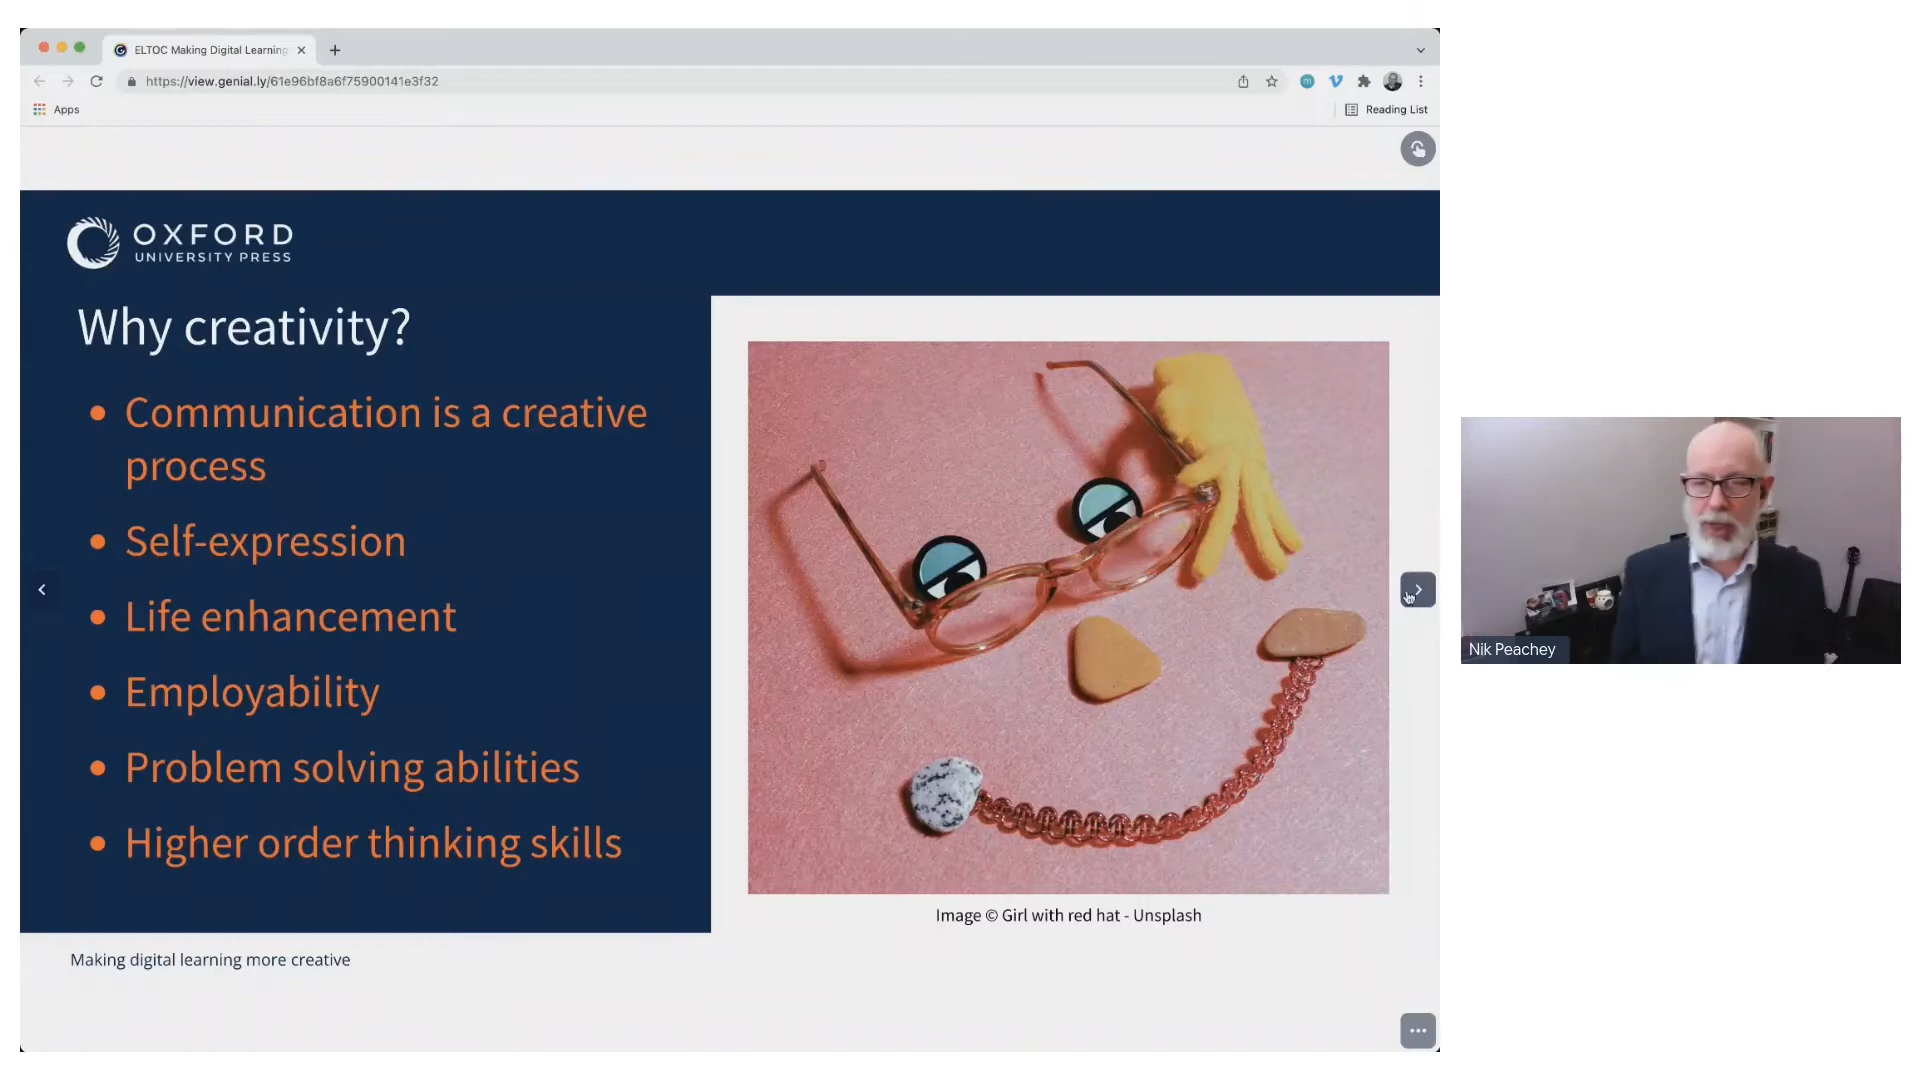 ELTOC Making Digital Learning
https://view.genial.ly/61e96bf8a6f75900141e3f32
Apps
Reading List
OXFORD
UNIVERSITY PRESS
Why creativity?
• Communication is a creative
process
• Self-expression
• Life enhancement
• Employability
• Problem solving abilities
• Higher order thinking skills
Image © Girl with red hat - Unsplash
Making digital learning more creative
Nik Peachey